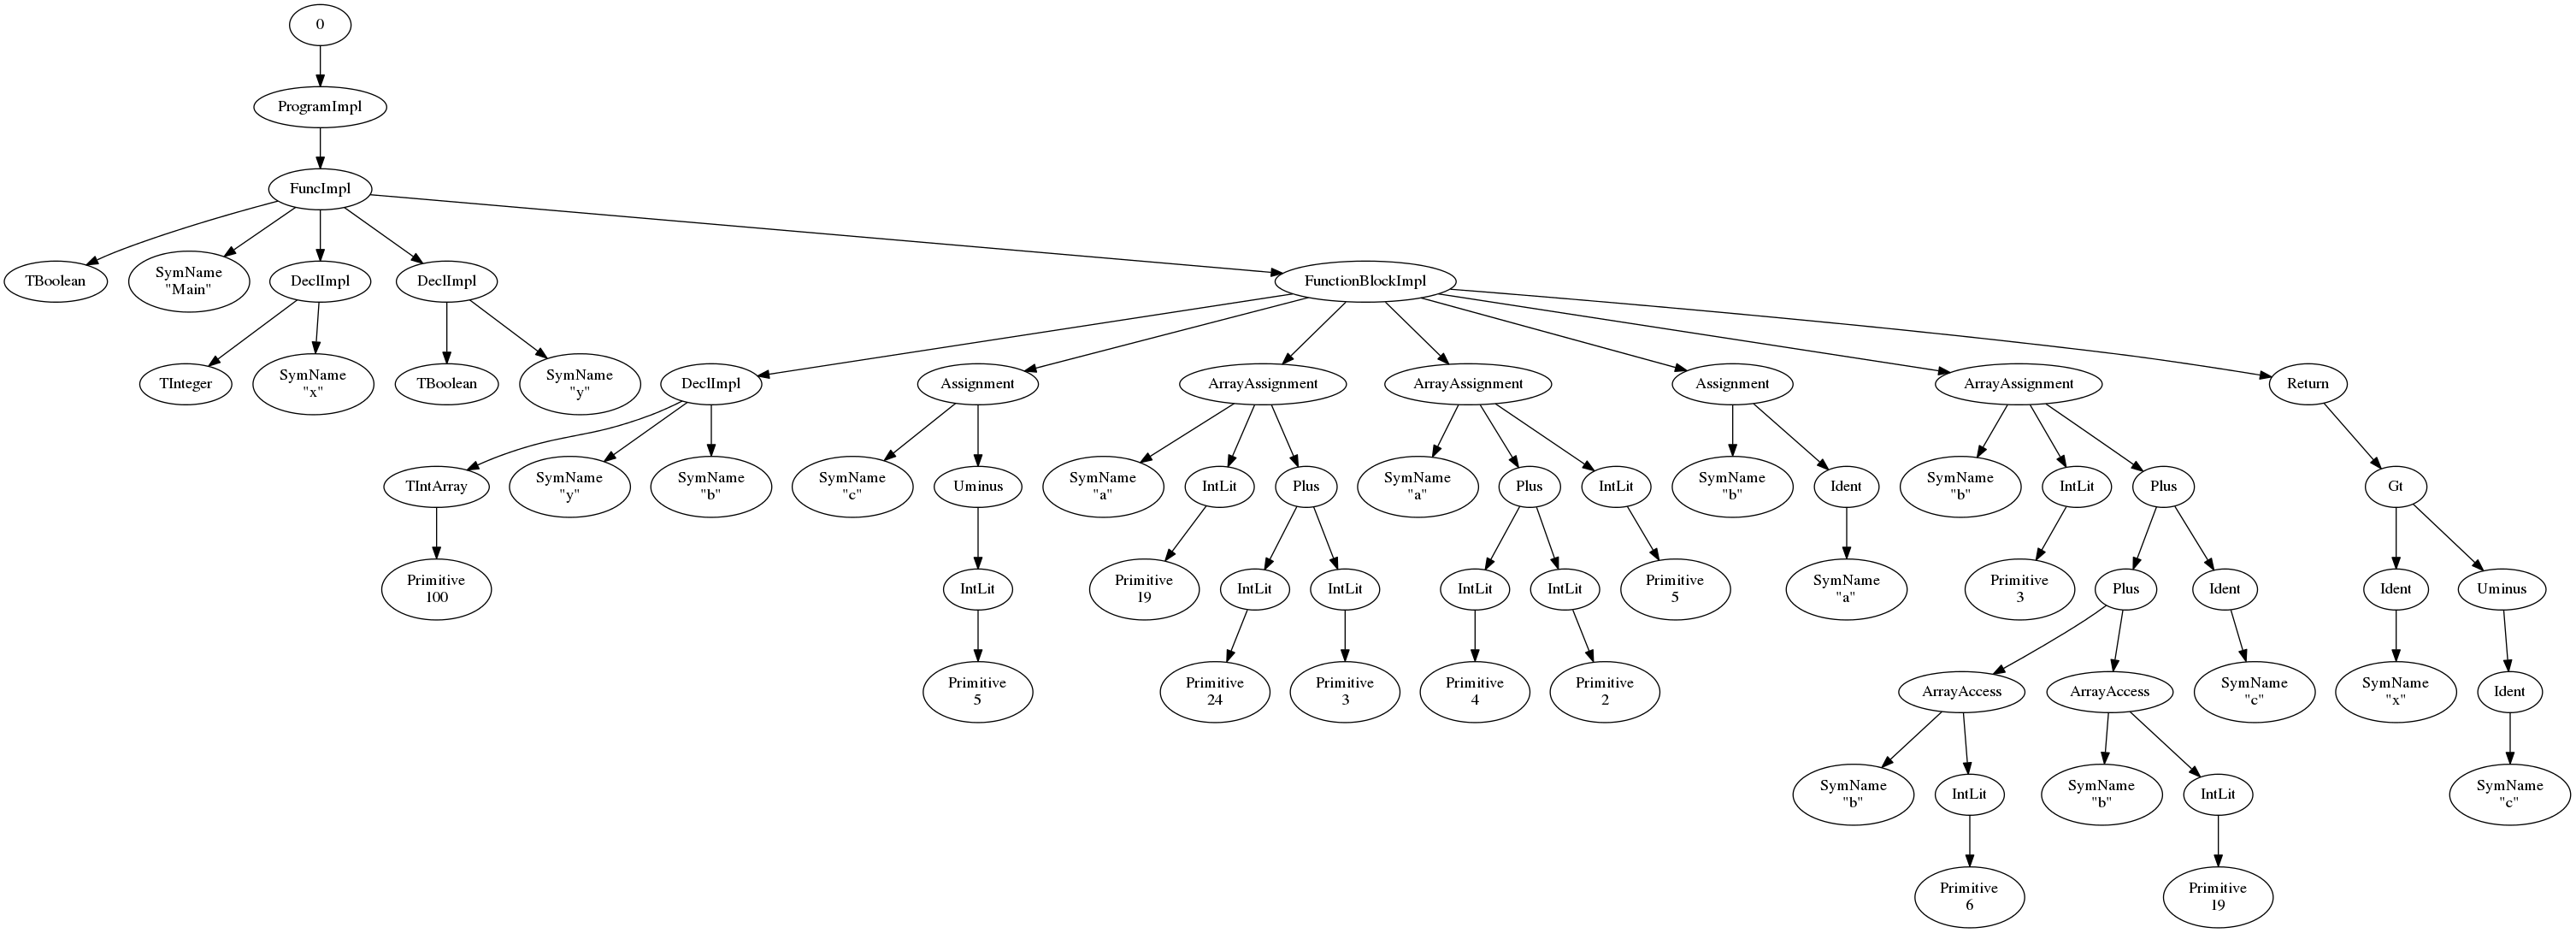 0
ProgramImpl
FuncImpl
TBoolean
SymName
"Main"
DeclImpl
DeclImpl
FunctionBlockImpl
TInteger
SymName
"x"
TBoolean
SymName
"y"
DeclImpl
Assignment
ArrayAssignment
ArrayAssignment
Assignment
ArrayAssignment
Return
TIntArray
SymName
"y"
SymName
"b"
SymName
"c"
Uminus
SymName
"a"
IntLit
Plus
SymName
"a"
Plus
IntLit
SymName
"b"
Ident
SymName
"b"
IntLit
Plus
Gt
Primitive
100
IntLit
Primitive
19
IntLit
IntLit
IntLit
IntLit
Primitive
5
SymName
"a"
Primitive
3
Plus
Ident
Ident
Uminus
Primitive
5
Primitive
24
Primitive
3
Primitive
4
Primitive
2
ArrayAccess
ArrayAccess
SymName
"c"
SymName
"x"
Ident
SymName
"b"
IntLit
SymName
"b"
IntLit
SymName
"c"
Primitive
6
Primitive
19